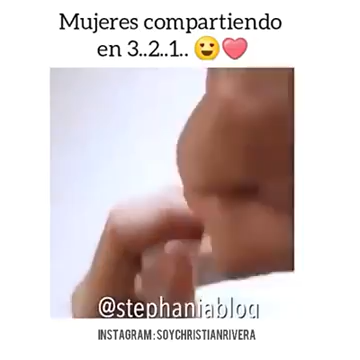 Mujeres compartiendo
en 3..2..1.. 😃❤️
@stephaniablog
INSTAGRAM: SOYCHRISTIANRIVERA